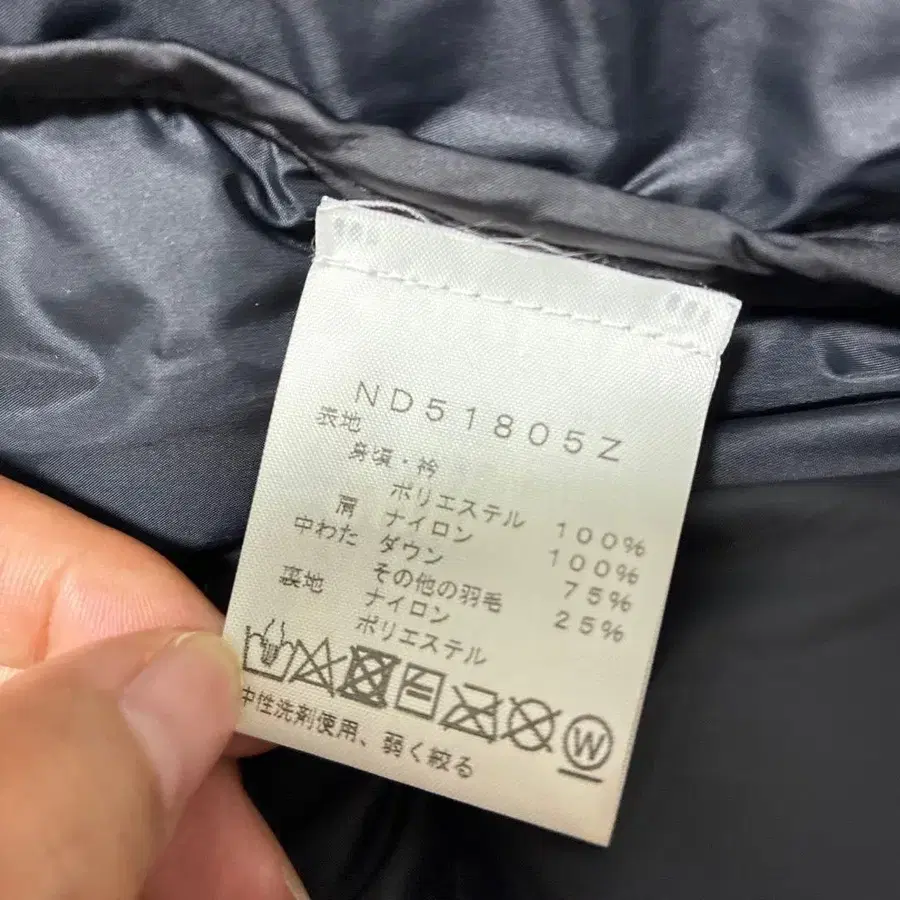 ND51805Z
表地
身頃・衿
ポリエステル 100%
肩 ナイロン 100%
中わた ダウン 75%
その他の羽毛 25%
裏地 ナイロン
ポリエステル
W
中性洗剤使用、弱く絞る